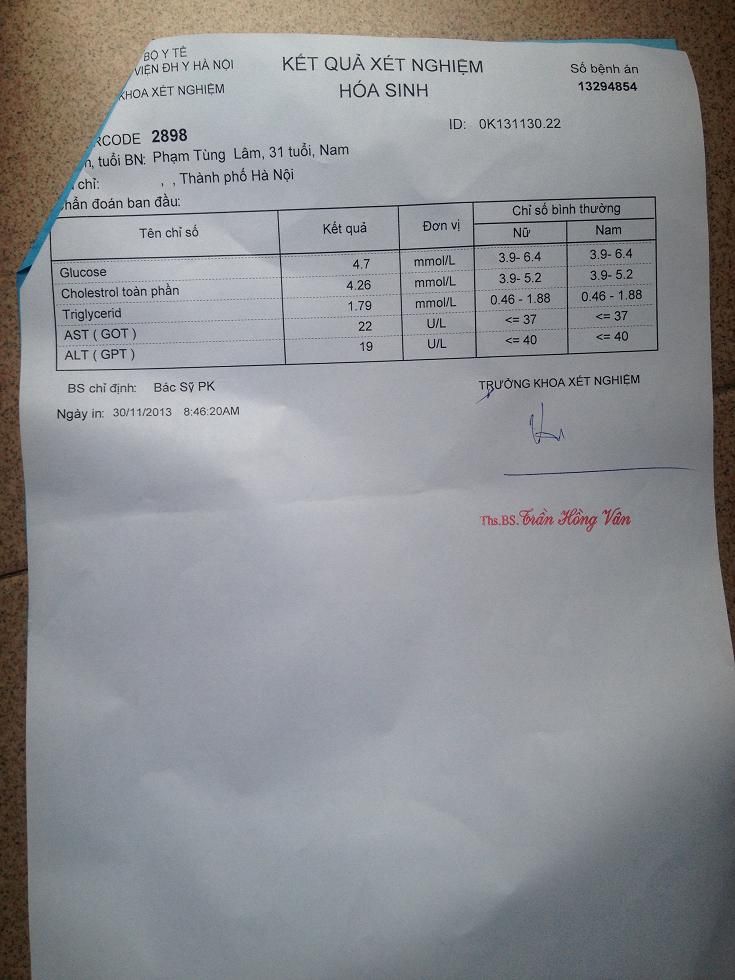 BỘ Y TẾ
VIỆN ĐH Y HÀ NỘI
KHOA XÉT NGHIỆM
KẾT QUẢ XÉT NGHIỆM
HÓA SINH
Số bệnh án
13294854
RCODE 2898
ID: 0K131130.22
n, tuổi BN: Phạm Tùng Lâm, 31 tuổi, Nam
chỉ: , , Thành phố Hà Nội
hẩn đoán ban đầu:
Tên chỉ số Kết quả Đơn vị Chỉ số bình thường
Nữ Nam
Glucose 4.7 mmol/L 3.9- 6.4 3.9- 6.4
Cholestrol toàn phần 4.26 mmol/L 3.9- 5.2 3.9- 5.2
Triglycerid 1.79 mmol/L 0.46 - 1.88 0.46 - 1.88
AST ( GOT ) 22 U/L <= 37 <= 37
ALT ( GPT ) 19 U/L <= 40 <= 40
BS chỉ định: Bác Sỹ PK
TRƯỞNG KHOA XÉT NGHIỆM
Ngày in: 30/11/2013 8:46:20AM
Ths.BS. Trần Hồng Vân